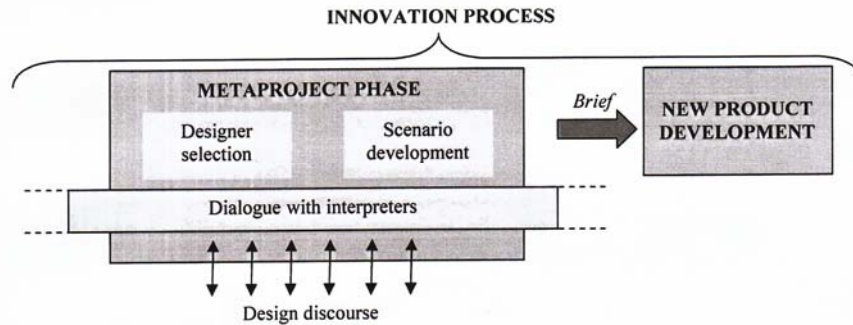 INNOVATION PROCESS
METAPROJECT PHASE
Designer
selection
Scenario
development
Brief
NEW PRODUCT
DEVELOPMENT
Dialogue with interpreters
Design discourse